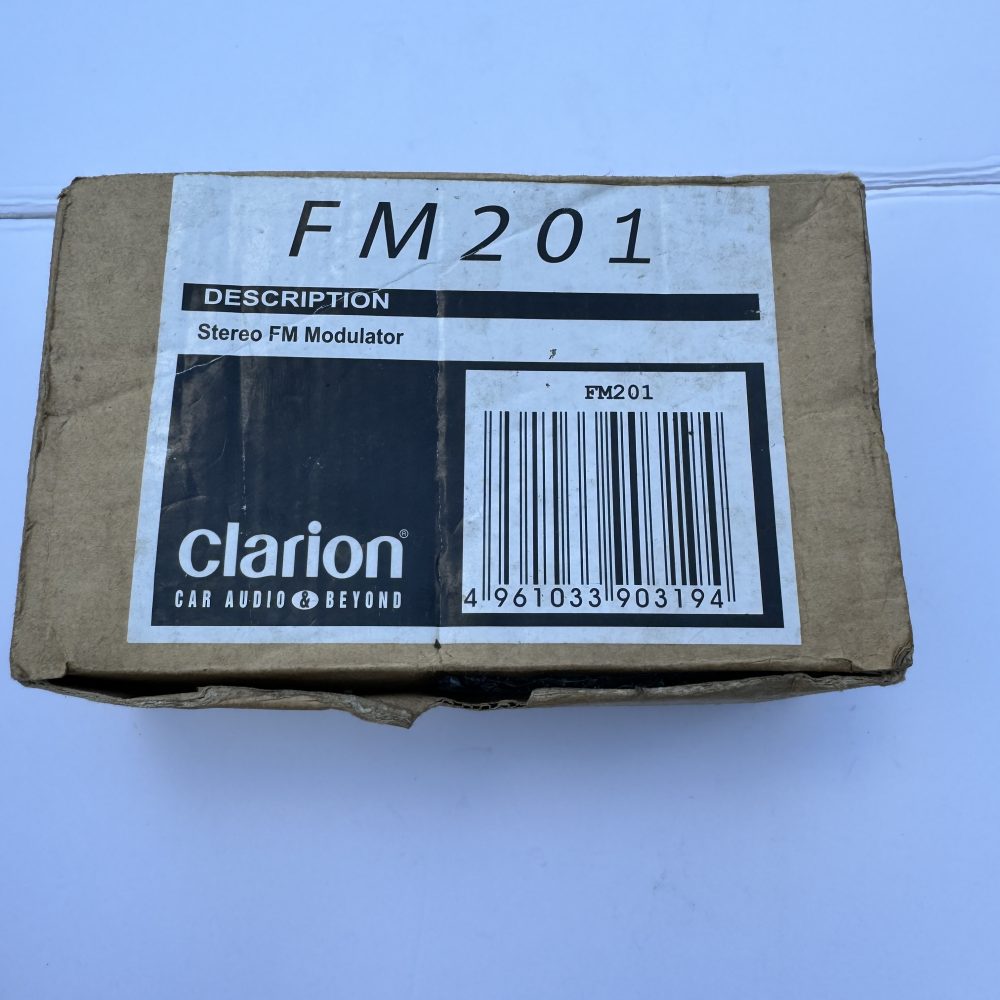 FM201
DESCRIPTION
Stereo FM Modulator
FM201
4 961033 903194
clarion®
CAR AUDIO & BEYOND